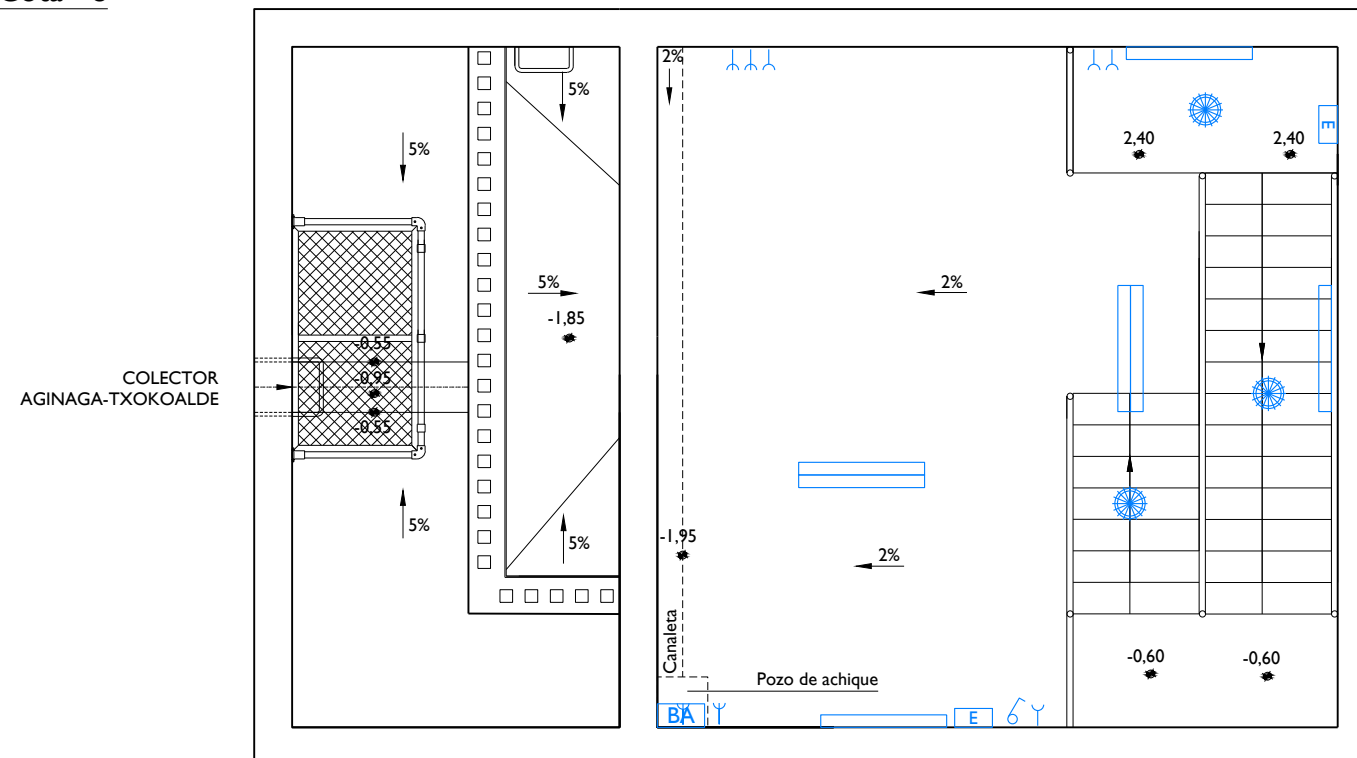 2%
5%
2,40
2,40
E
5%
5%
2%
-1,85
-0.55
COLECTOR
AGINAGA-TXOKOALDE
-0.95
-0.55
5%
5%
-1,95
2%
Canaleta
Pozo de achique
-0,60
-0,60
BA
E